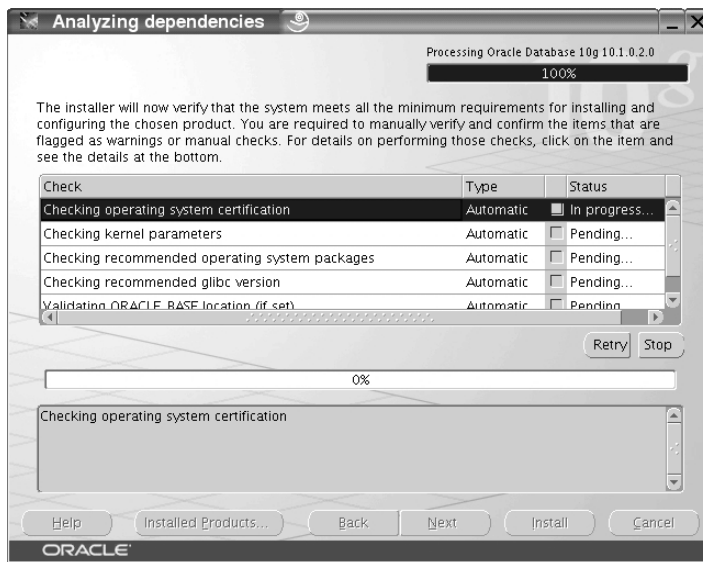 Analyzing dependencies
Processing Oracle Database 10g 10.1.0.2.0
100%
The installer will now verify that the system meets all the minimum requirements for installing and
configuring the chosen product. You are required to manually verify and confirm the items that are
flagged as warnings or manual checks. For details on performing those checks, click on the item and
see the details at the bottom.
Check Type Status
Checking operating system certification Automatic In progress...
Checking kernel parameters Automatic Pending...
Checking recommended operating system packages Automatic Pending...
Checking recommended glibc version Automatic Pending...
Validating ORACLE_BASE location (if set) Automatic Pending
Retry Stop
0%
Checking operating system certification
Help Installed Products... Back Next Install Cancel
ORACLE